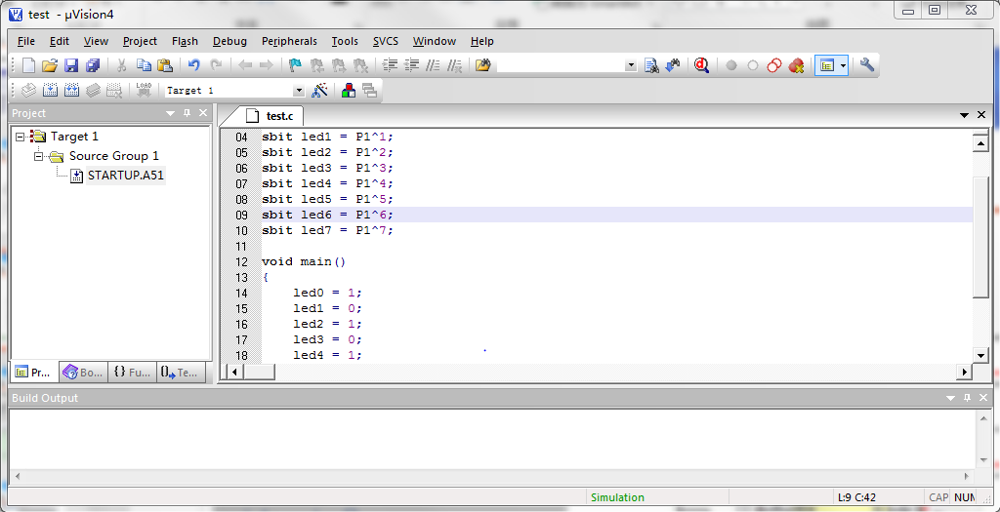 test - µVision4
File Edit View Project Flash Debug Peripherals Tools SVCS Window Help
LOAD Target 1
Project
test.c
Target 1
Source Group 1
STARTUP.A51
04 sbit led1 = P1^1;
05 sbit led2 = P1^2;
06 sbit led3 = P1^3;
07 sbit led4 = P1^4;
08 sbit led5 = P1^5;
09 sbit led6 = P1^6;
10 sbit led7 = P1^7;
11
12 void main()
13 {
14 led0 = 1;
15 led1 = 0;
16 led2 = 1;
17 led3 = 0;
18 led4 = 1;
Pr... Bo... {} Fu... Te...
Build Output
Simulation L:9 C:42 CAP NUM